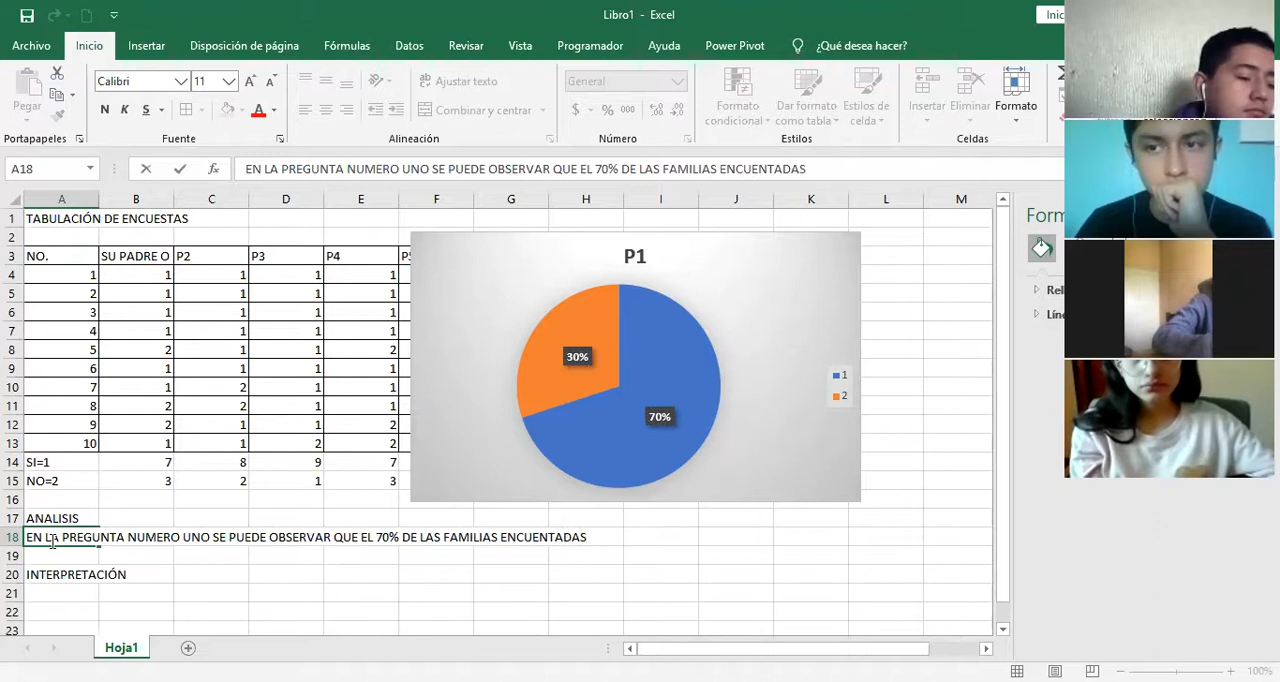 Libro1 - Excel
Inic
Archivo Inicio Insertar Disposición de página Fórmulas Datos Revisar Vista Programador Ayuda Power Pivot ¿Qué desea hacer?
Pegar
Calibri 11
N K S
Ajustar texto
Combinar y centrar
General
$ % 000
Formato condicional
Dar formato como tabla
Estilos de celda
Insertar Eliminar Formato
Portapapeles Fuente Alineación Número Estilos Celdas
A18 fx EN LA PREGUNTA NUMERO UNO SE PUEDE OBSERVAR QUE EL 70% DE LAS FAMILIAS ENCUENTADAS
A B C D E F G H I J K L M
1 TABULACIÓN DE ENCUESTAS
2
3 NO. SU PADRE O P2 P3 P4 P5
4 1 1 1 1 1
5 2 1 1 1 1
6 3 1 1 1 1
7 4 1 1 1 1
8 5 2 1 1 2
9 6 1 1 1 1
10 7 1 2 1 1
11 8 2 2 1 1
12 9 2 1 1 2
13 10 1 1 2 2
14 SI=1 7 8 9 7
15 NO=2 3 2 1 3
16
17 ANALISIS
18 EN LA PREGUNTA NUMERO UNO SE PUEDE OBSERVAR QUE EL 70% DE LAS FAMILIAS ENCUENTADAS
19
20 INTERPRETACIÓN
21
22
23
P1
30%
70%
1
2
Form
Rel
Líne
Hoja1
100%